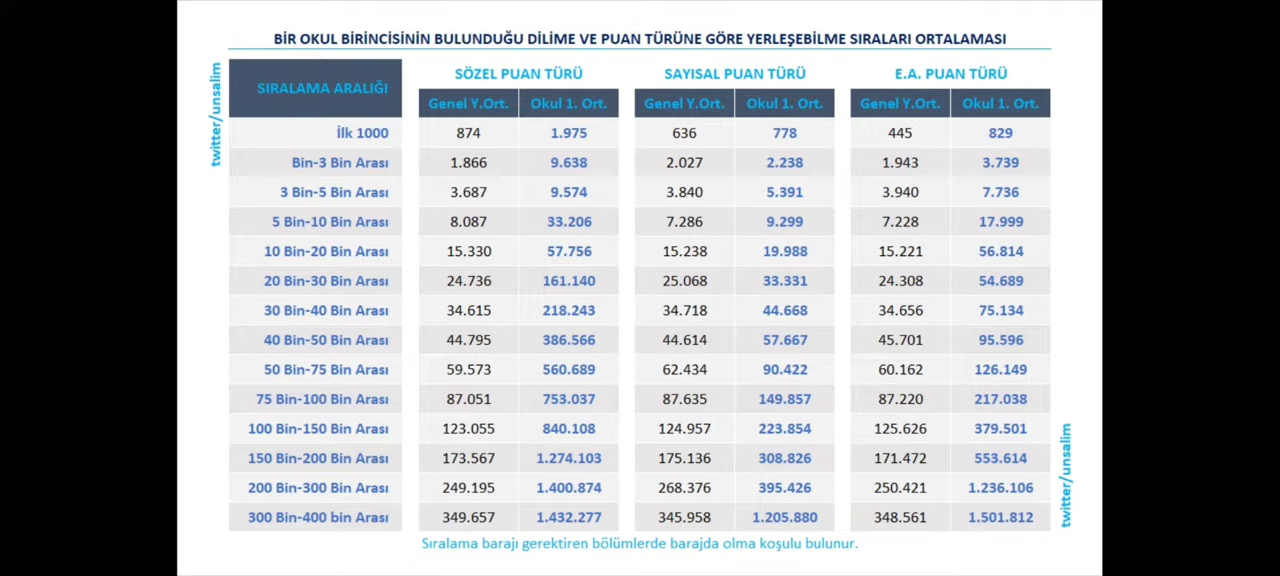 BİR OKUL BİRİNCİSİNİN BULUNDUĞU DİLİME VE PUAN TÜRÜNE GÖRE YERLEŞEBİLME SIRALARI ORTALAMASI
twitter/unsalim
SIRALAMA ARALIĞI SÖZEL PUAN TÜRÜ SAYISAL PUAN TÜRÜ E.A. PUAN TÜRÜ
Genel Y.Ort. Okul 1. Ort. Genel Y.Ort. Okul 1. Ort. Genel Y.Ort. Okul 1. Ort.
İlk 1000 874 1.975 636 778 445 829
Bin-3 Bin Arası 1.866 9.638 2.027 2.238 1.943 3.739
3 Bin-5 Bin Arası 3.687 9.574 3.840 5.391 3.940 7.736
5 Bin-10 Bin Arası 8.087 33.206 7.286 9.299 7.228 17.999
10 Bin-20 Bin Arası 15.330 57.756 15.238 19.988 15.221 56.814
20 Bin-30 Bin Arası 24.736 161.140 25.068 33.331 24.308 54.689
30 Bin-40 Bin Arası 34.615 218.243 34.718 44.668 34.656 75.134
40 Bin-50 Bin Arası 44.795 386.566 44.614 57.667 45.701 95.596
50 Bin-75 Bin Arası 59.573 560.689 62.434 90.422 60.162 126.149
75 Bin-100 Bin Arası 87.051 753.037 87.635 149.857 87.220 217.038
100 Bin-150 Bin Arası 123.055 840.108 124.957 223.854 125.626 379.501
150 Bin-200 Bin Arası 173.567 1.274.103 175.136 308.826 171.472 553.614
200 Bin-300 Bin Arası 249.195 1.400.874 268.376 395.426 250.421 1.236.106
300 Bin-400 bin Arası 349.657 1.432.277 345.958 1.205.880 348.561 1.501.812
twitter/unsalim
Sıralama barajı gerektiren bölümlerde barajda olma koşulu bulunur.